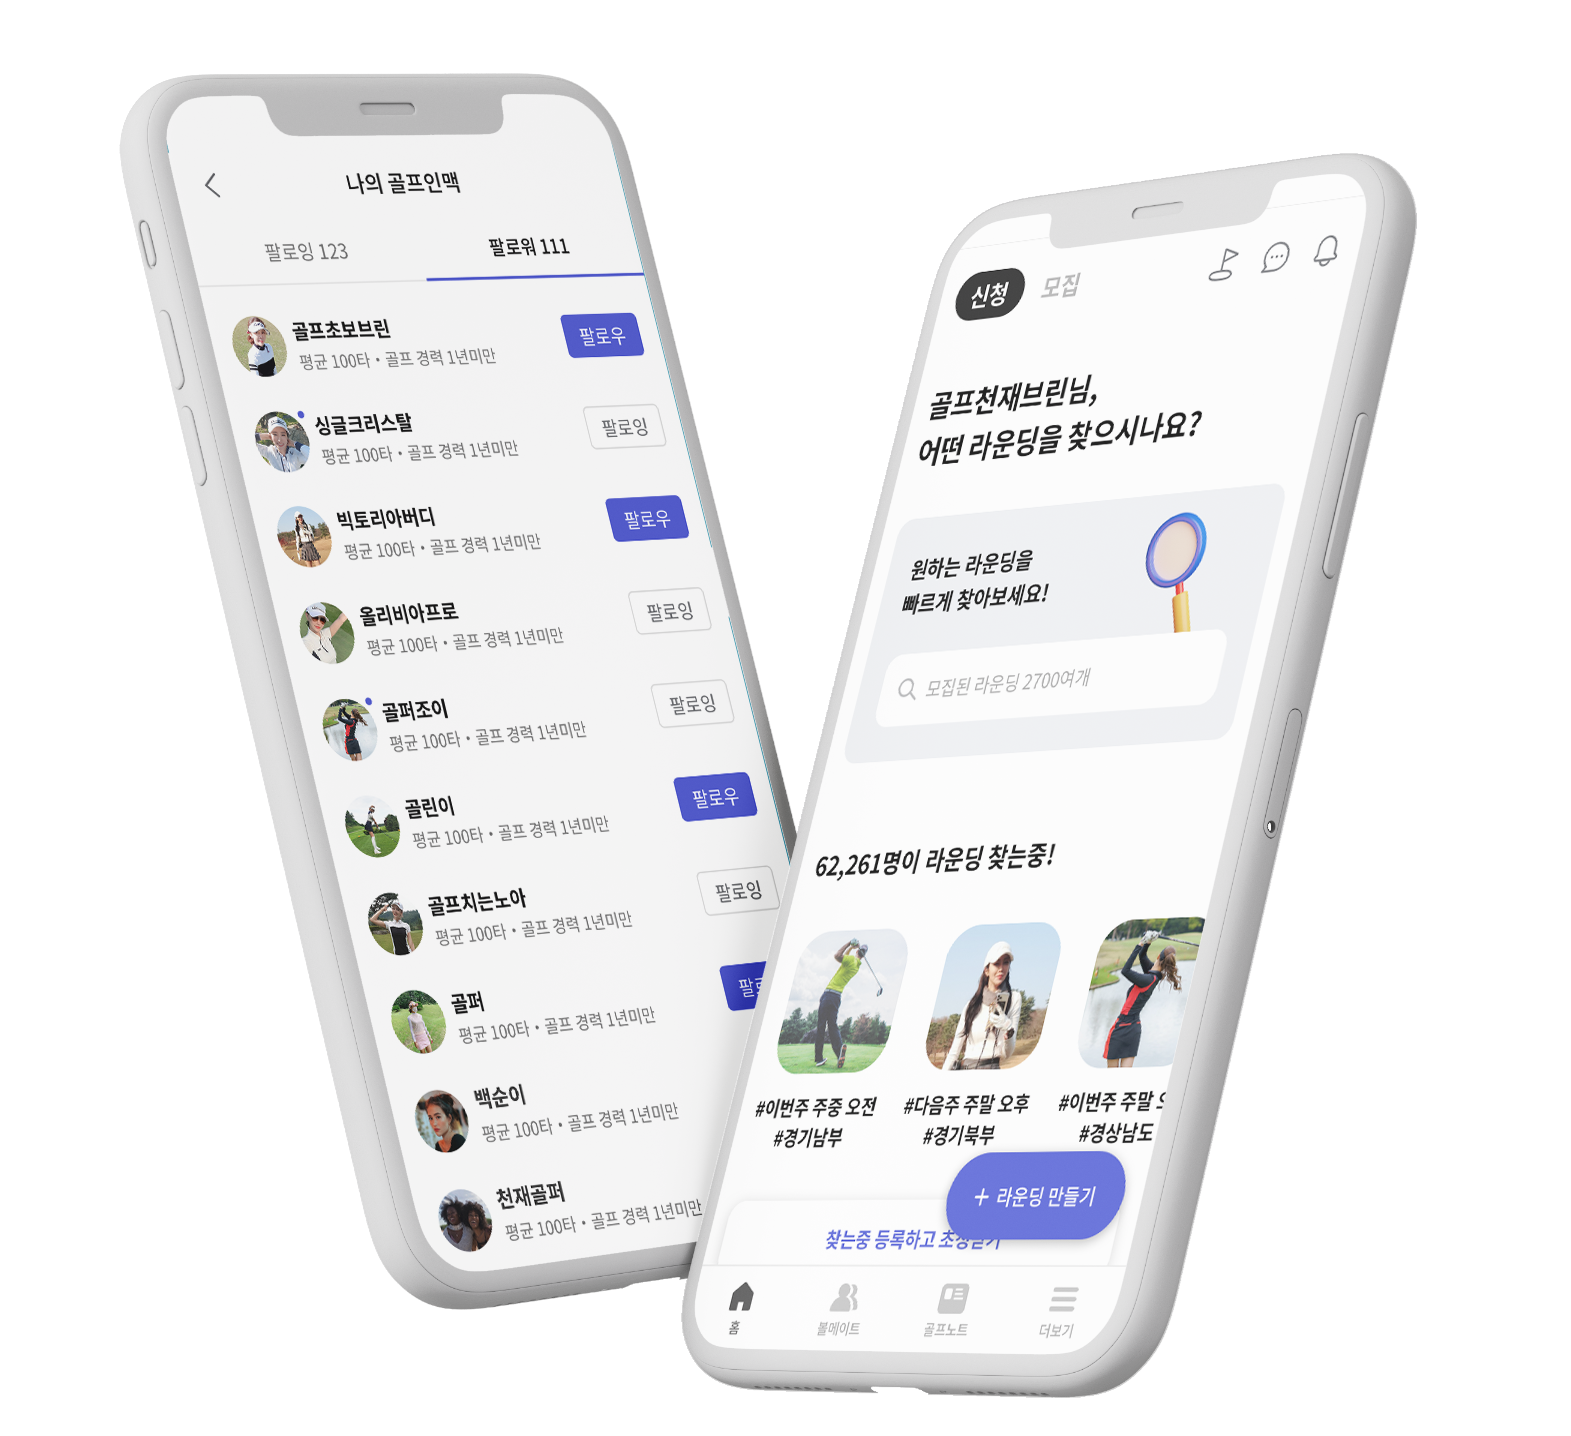 나의 골프인맥
팔로잉 123
팔로워 111
골프초보브린
평균 100타 • 골프 경력 1년미만
팔로우
싱글크리스탈
평균 100타 • 골프 경력 1년미만
팔로잉
빅토리아버디
평균 100타 • 골프 경력 1년미만
팔로우
올리비아프로
평균 100타 • 골프 경력 1년미만
팔로잉
골퍼조이
평균 100타 • 골프 경력 1년미만
팔로잉
골린이
평균 100타 • 골프 경력 1년미만
팔로우
골프치는노아
평균 100타 • 골프 경력 1년미만
팔로잉
골퍼
평균 100타 • 골프 경력 1년미만
백순이
평균 100타 • 골프 경력 1년미만
천재골퍼
평균 100타 • 골프 경력 1년미만
신청
모집
골프천재브린님,
어떤 라운딩을 찾으시나요?
원하는 라운딩을
빠르게 찾아보세요!
모집된 라운딩 2700여개
62,261명이 라운딩 찾는중!
#이번주 주중 오전
#경기남부
#다음주 주말 오후
#경기북부
#이번주 주말
#경상남도
+ 라운딩 만들기
찾는중 등록하고
홈
볼메이트
골프노트
더보기